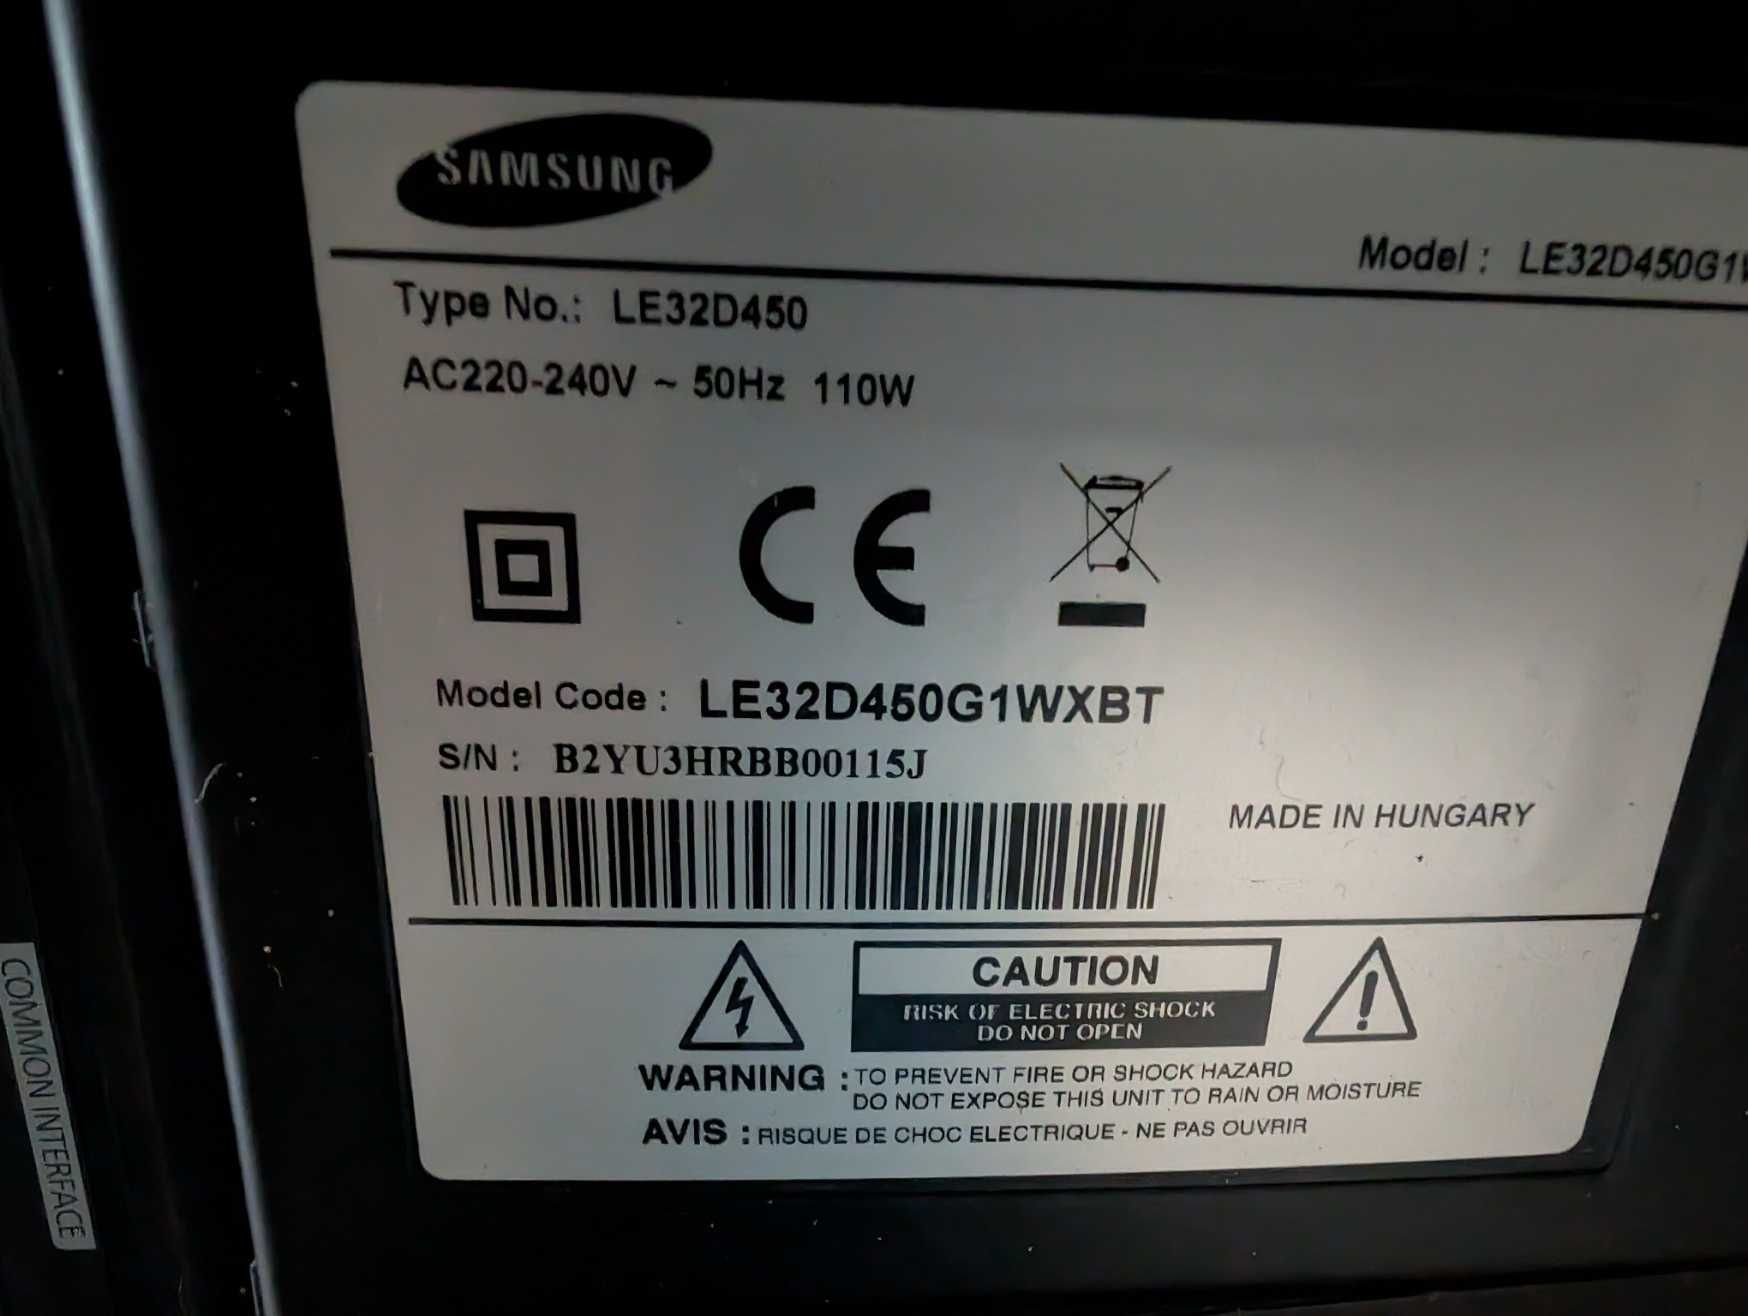 SAMSUNG
Model : LE32D450G1
Type No.: LE32D450
AC220-240V ~ 50Hz 110W
CE
Model Code : LE32D450G1WXBT
S/N : B2YU3HRBB00115J
MADE IN HUNGARY
CAUTION
RISK OF ELECTRIC SHOCK
DO NOT OPEN
WARNING : TO PREVENT FIRE OR SHOCK HAZARD
DO NOT EXPOSE THIS UNIT TO RAIN OR MOISTURE
AVIS : RISQUE DE CHOC ELECTRIQUE - NE PAS OUVRIR
COMMON INTERFACE